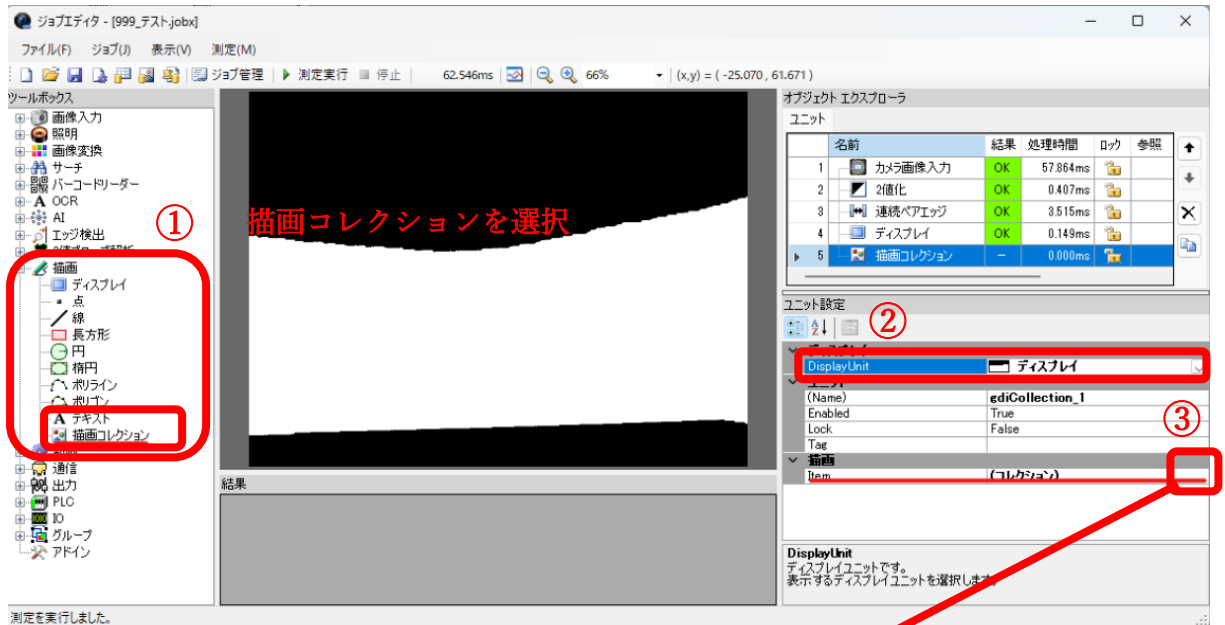 ジョブエディタ - [999_テスト.jobx]
ファイル(F) ジョブ(J) 表示(V) 測定(M)
ジョブ管理 測定実行 停止 62.546ms 66% (x,y) = ( -25.070 , 61.671 )
ツールボックス
画像入力
照明
画像変換
サーチ
バーコードリーダー
OCR
AI
エッジ検出
描画
ディスプレイ
点
線
長方形
円
楕円
ポリライン
ポリゴン
テキスト
描画コレクション
通信
出力
PLC
IO
グループ
アドイン
①
描画コレクションを選択
結果
オブジェクト エクスプローラ
ユニット
名前 結果 処理時間 ロック 参照
1 カメラ画像入力 OK 57.864ms
2 2値化 OK 0.407ms
3 連続ペアエッジ OK 3.515ms
4 ディスプレイ OK 0.149ms
5 描画コレクション - 0.000ms
ユニット設定
②
ディスプレイ
DisplayUnit ディスプレイ
ユニット
(Name) gdiCollection_1
Enabled True
Lock False
Tag
③
描画
Item (コレクション)
DisplayUnit
ディスプレイユニットです。
表示するディスプレイユニットを選択します。
測定を実行しました。